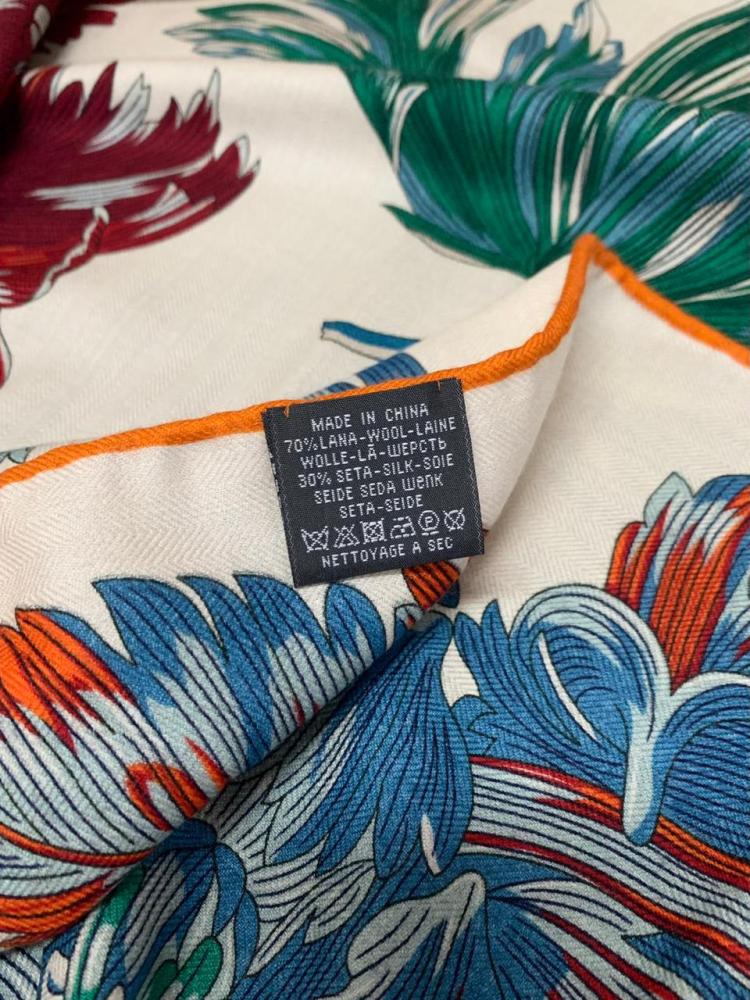 MADE IN CHINA
70%LANA-WOOL-LAINE
WOLLE-LÃ-ШЕРСТЬ
30% SETA-SILK-SOIE
SEIDE SEDA Шепк
SETA-SEIDE
NETTOYAGE A SEC